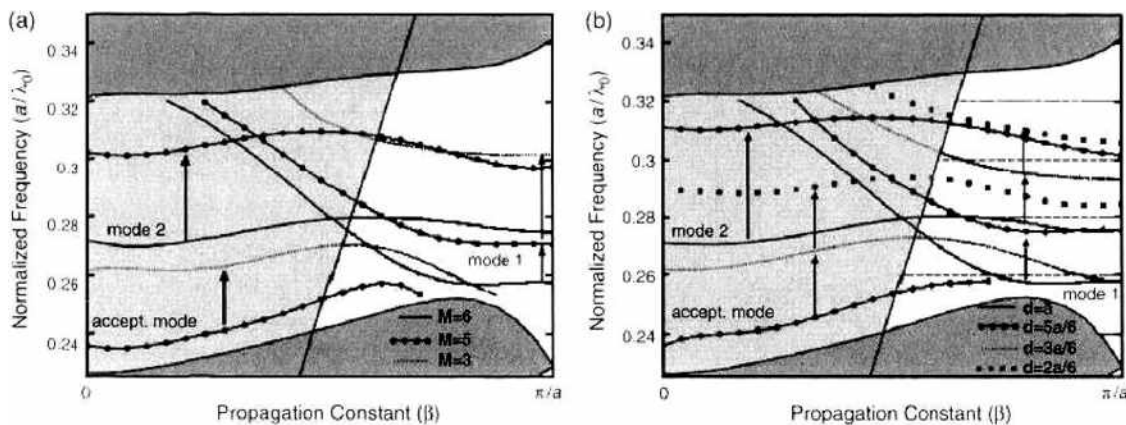 (a)
Normalized Frequency (a/λ₀)
0.34
0.32
0.3
0.28
0.26
0.24
mode 2
accept. mode
mode 1
M=6
M=5
M=3
0
π/a
Propagation Constant (β)
(b)
Normalized Frequency (a/λ₀)
0.34
0.32
0.3
0.28
0.26
0.24
mode 2
accept. mode
mode 1
d=a
d=5a/6
d=3a/6
d=2a/6
0
π/a
Propagation Constant (β)